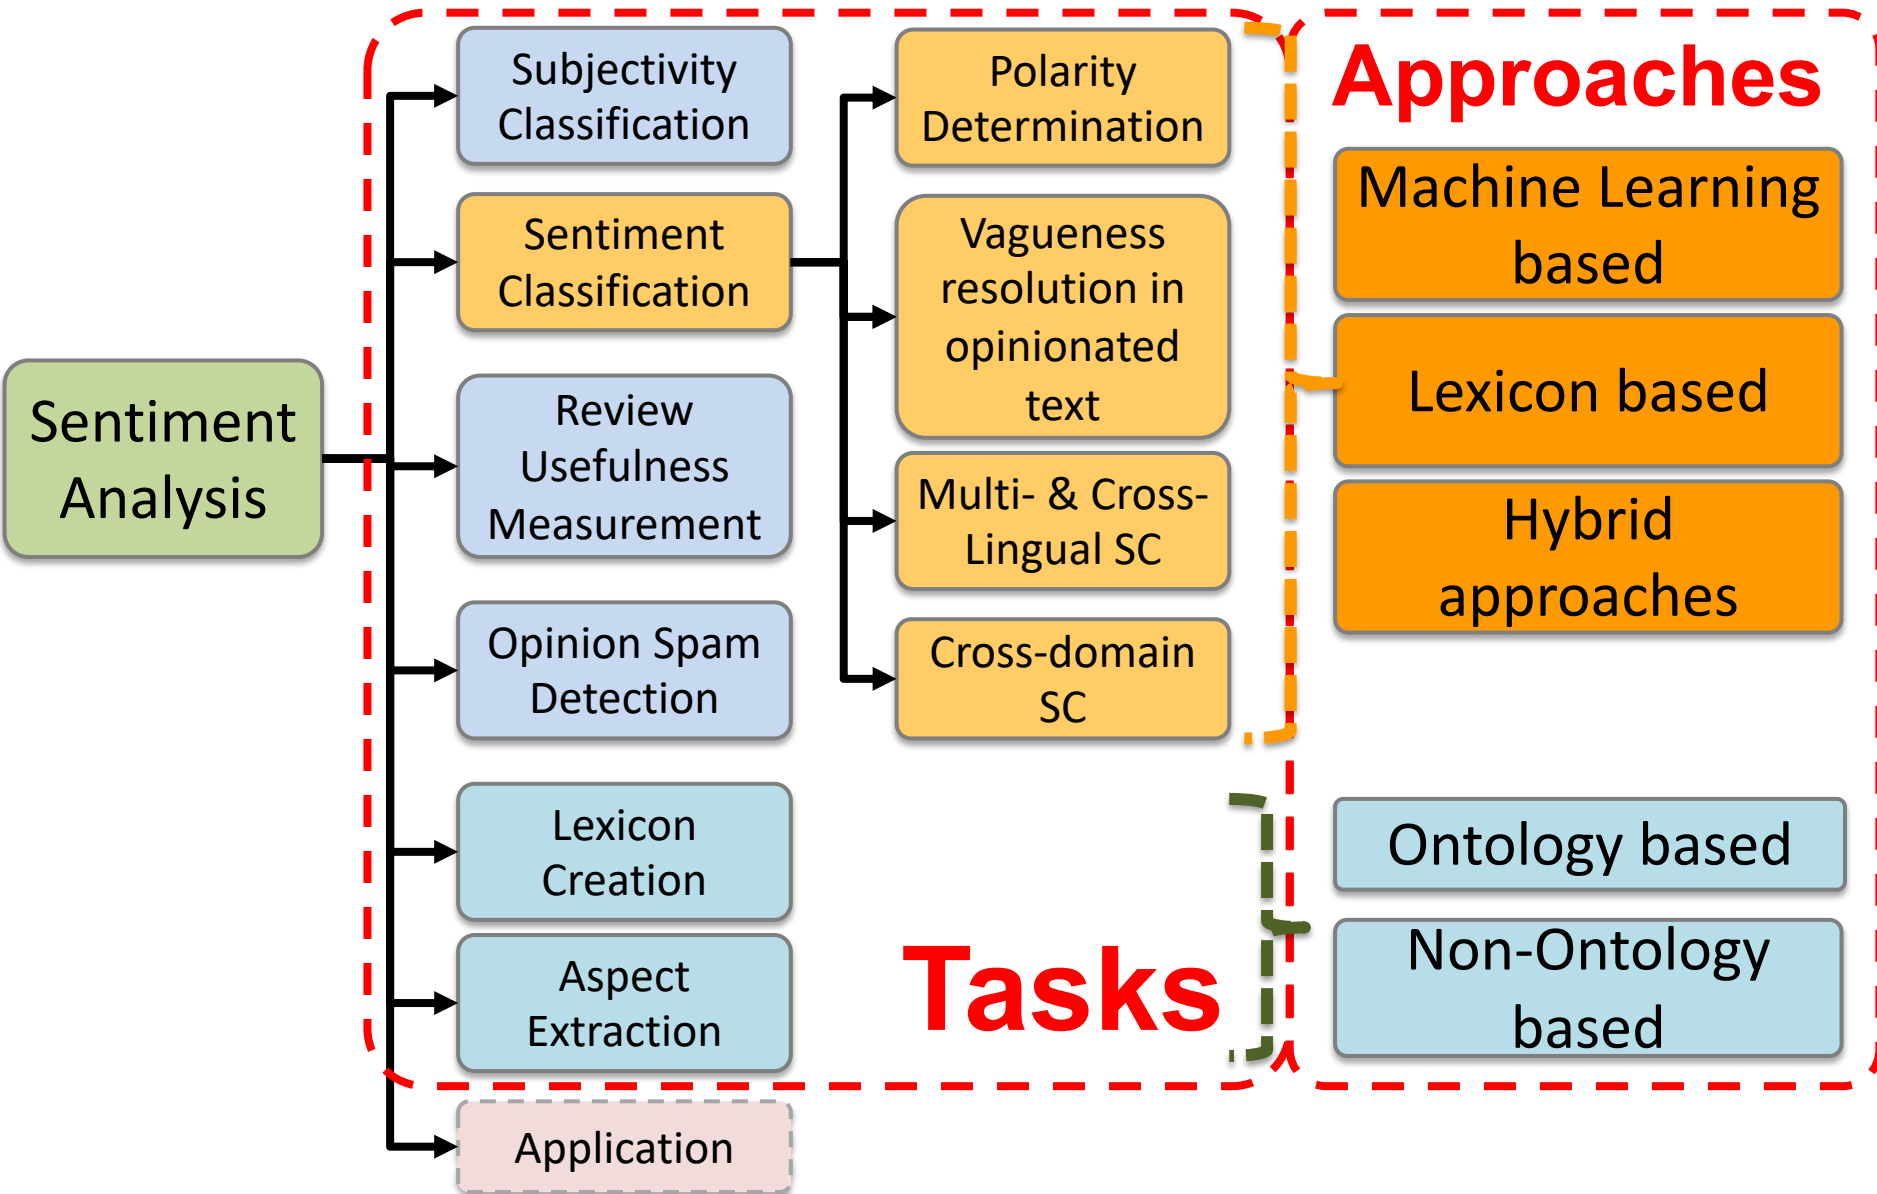 Sentiment
Analysis
Subjectivity
Classification
Sentiment
Classification
Review
Usefulness
Measurement
Opinion Spam
Detection
Lexicon
Creation
Aspect
Extraction
Application
Polarity
Determination
Vagueness
resolution in
opinionated
text
Multi- & Cross-
Lingual SC
Cross-domain
SC
Tasks
Approaches
Machine Learning
based
Lexicon based
Hybrid
approaches
Ontology based
Non-Ontology
based